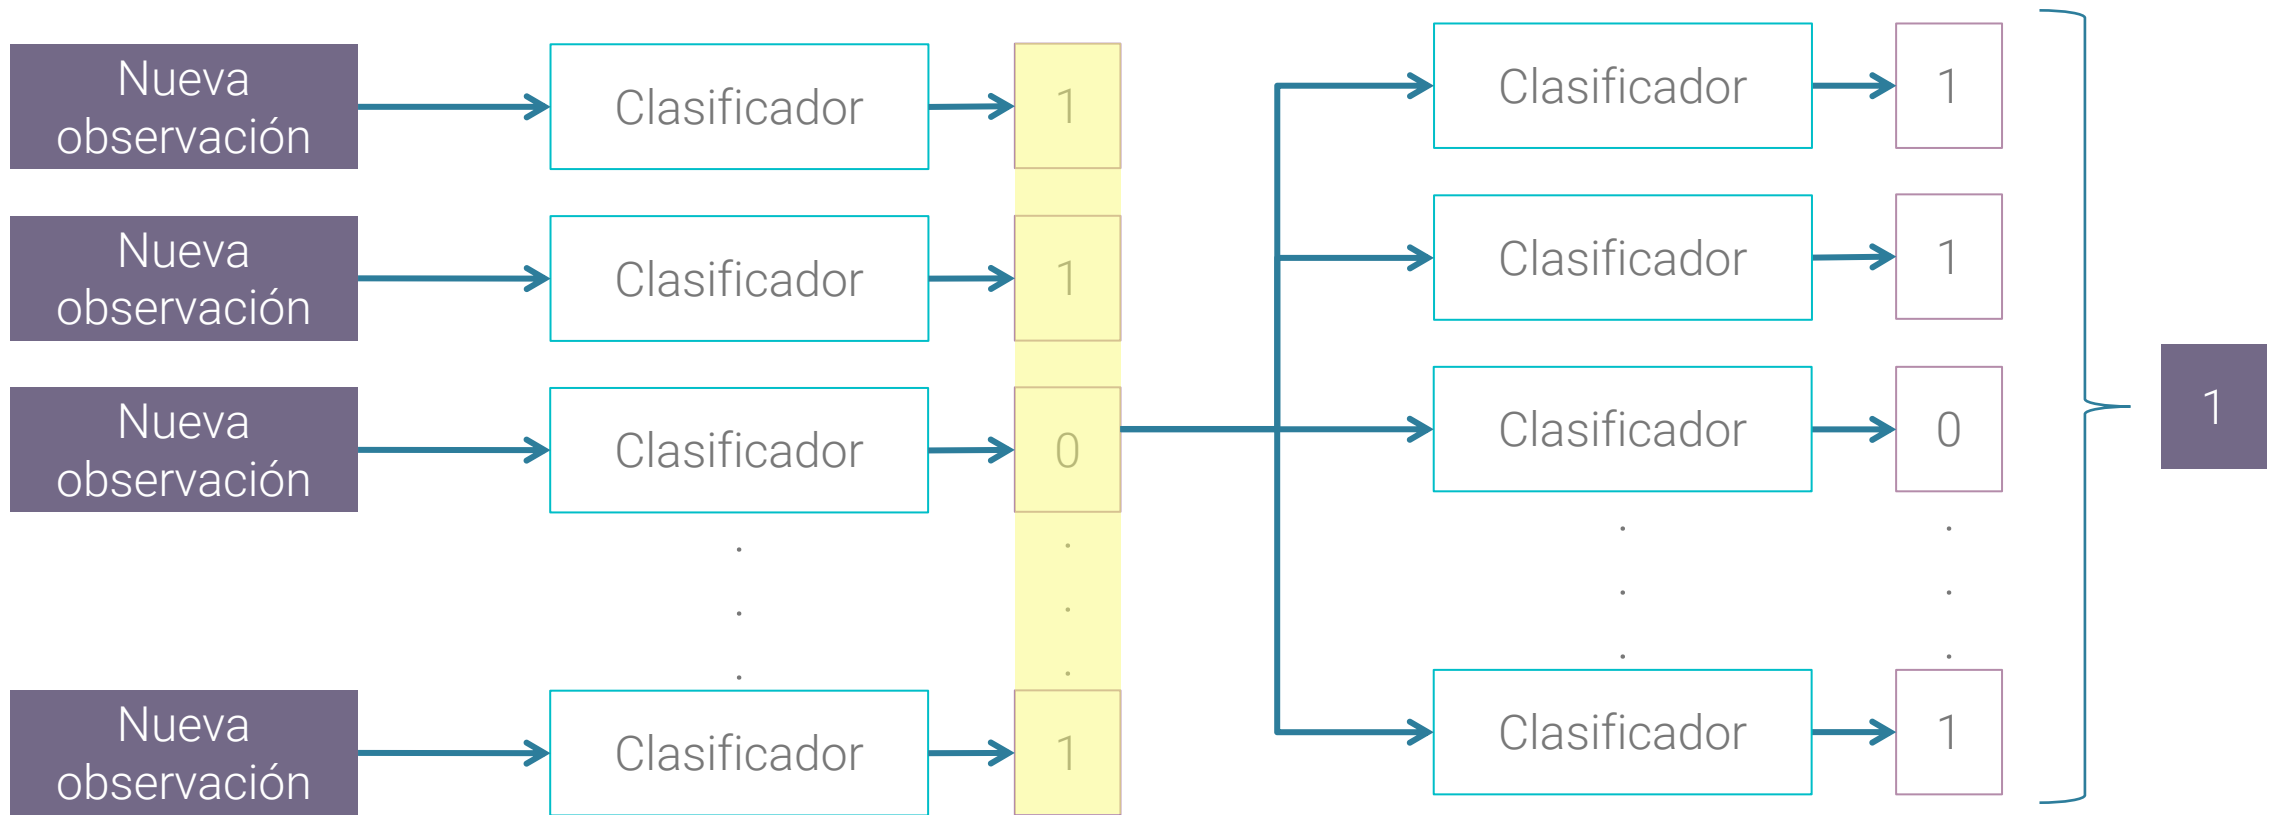 Nueva
observación
Clasificador
1
Clasificador
1
Nueva
observación
Clasificador
1
Clasificador
1
Nueva
observación
Clasificador
0
Clasificador
0
1
.
.
.
.
.
.
.
.
.
.
.
.
Nueva
observación
Clasificador
1
Clasificador
1